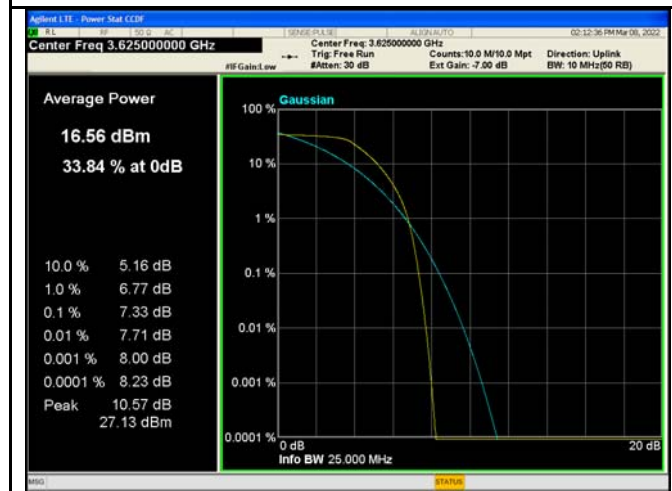 Agilent LTE - Power Stat CCDF
RL RF 50 Ω AC SENSE:PULSE ALIGN AUTO 02:12:36 PM Mar 08, 2022
Center Freq 3.625000000 GHz
Center Freq: 3.625000000 GHz
Trig: Free Run Counts:10.0 M/10.0 Mpt Direction: Uplink
#IFGain:Low #Atten: 30 dB Ext Gain: -7.00 dB BW: 10 MHz(50 RB)
Average Power
16.56 dBm
33.84 % at 0dB
10.0 % 5.16 dB
1.0 % 6.77 dB
0.1 % 7.33 dB
0.01 % 7.71 dB
0.001 % 8.00 dB
0.0001 % 8.23 dB
Peak 10.57 dB
27.13 dBm
Gaussian
100 %
10 %
1 %
0.1 %
0.01 %
0.001 %
0.0001 %
0 dB 20 dB
Info BW 25.000 MHz
MSG STATUS